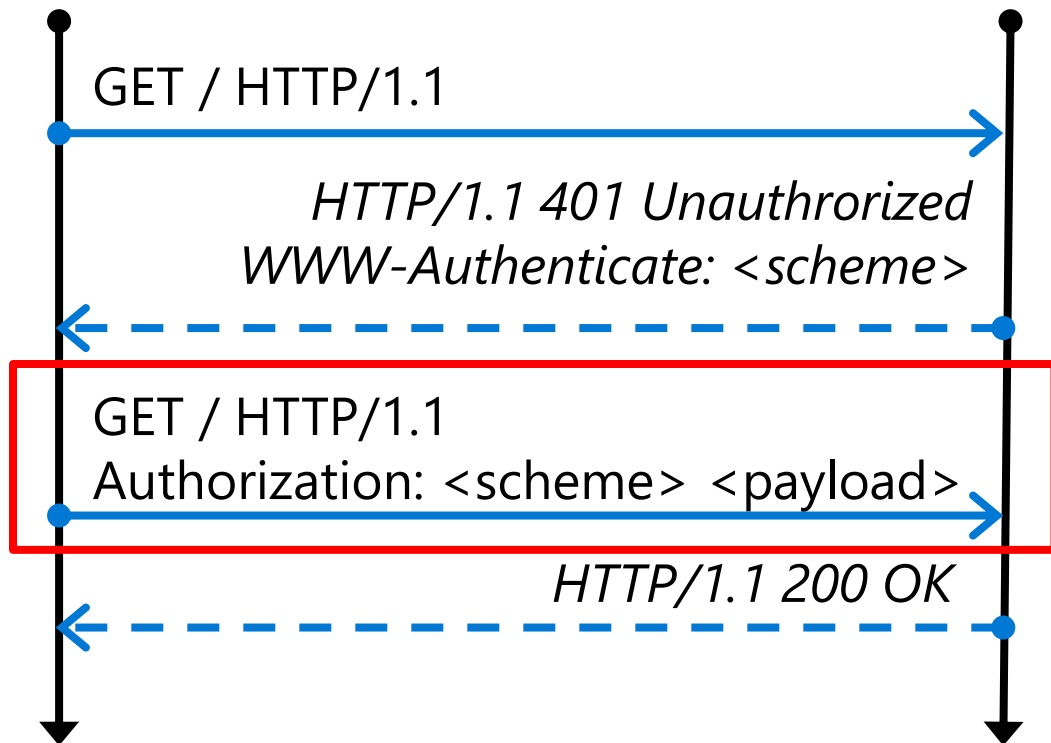 GET / HTTP/1.1
HTTP/1.1 401 Unauthrorized
WWW-Authenticate: <scheme>
GET / HTTP/1.1
Authorization: <scheme> <payload>
HTTP/1.1 200 OK